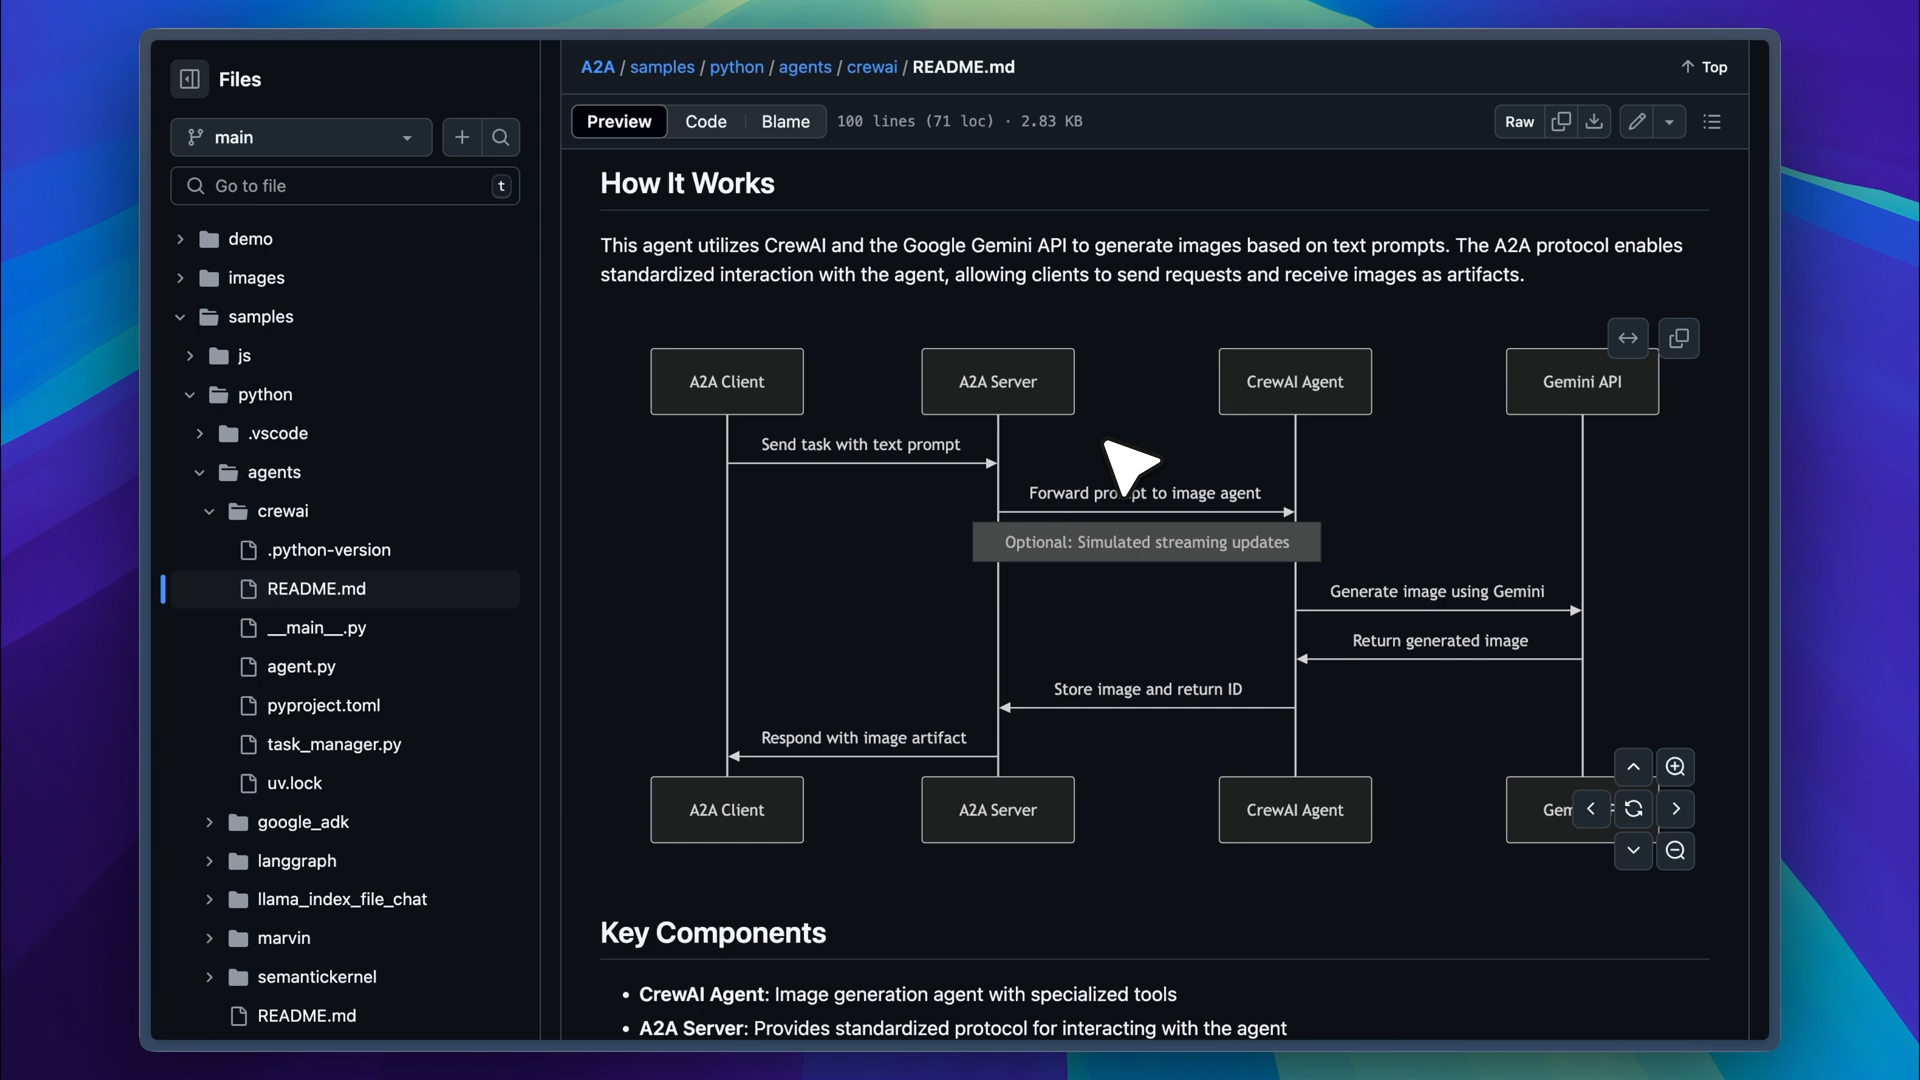 Files
main
Go to file
t
demo
images
samples
js
python
.vscode
agents
crewai
.python-version
README.md
__main__.py
agent.py
pyproject.toml
task_manager.py
uv.lock
google_adk
langgraph
llama_index_file_chat
marvin
semantickernel
README.md
A2A / samples / python / agents / crewai / README.md
Top
Preview Code Blame 100 lines (71 loc) · 2.83 KB
Raw
How It Works
This agent utilizes CrewAI and the Google Gemini API to generate images based on text prompts. The A2A protocol enables
standardized interaction with the agent, allowing clients to send requests and receive images as artifacts.
A2A Client A2A Server CrewAI Agent Gemini API
Send task with text prompt
Forward prompt to image agent
Optional: Simulated streaming updates
Generate image using Gemini
Return generated image
Store image and return ID
Respond with image artifact
A2A Client A2A Server CrewAI Agent
Key Components
• CrewAI Agent: Image generation agent with specialized tools
• A2A Server: Provides standardized protocol for interacting with the agent